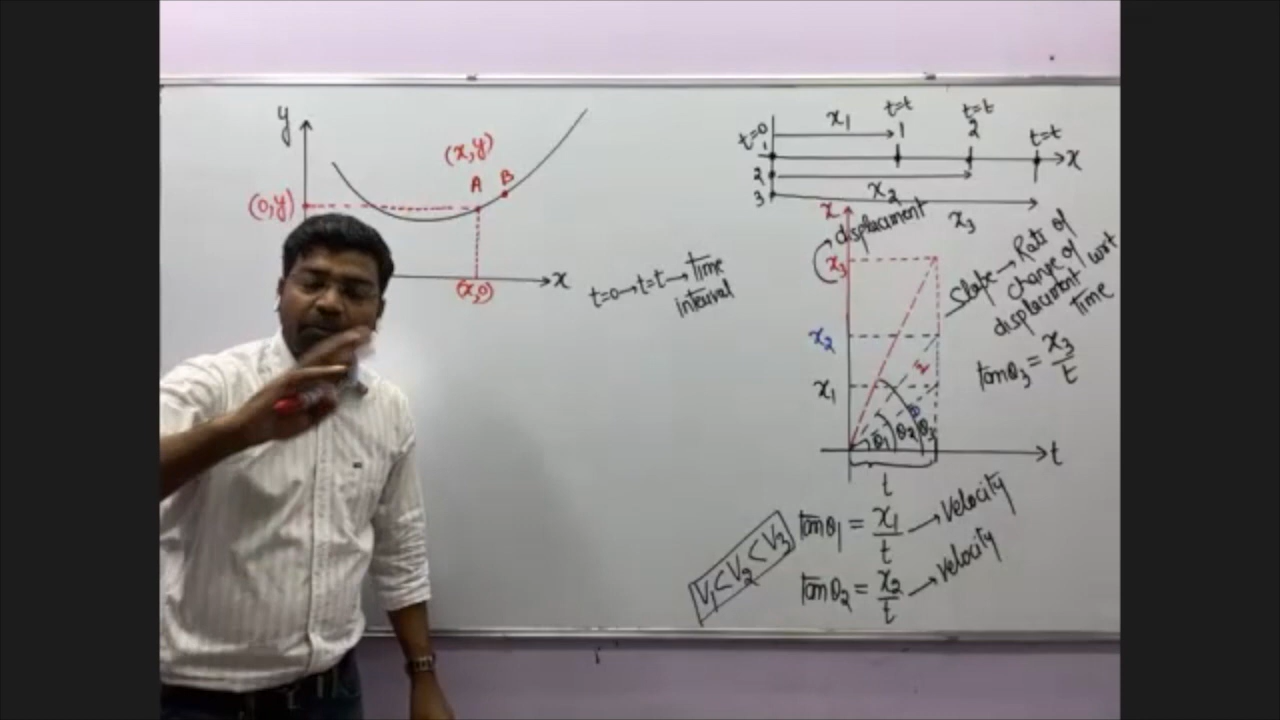 y
(x,y)
A B
(0,y)
x
(x,0)
t=0→t=t→Time
interval
t=0
x₁
t=t
1
t=t
2
t=t
x
1
2
3
x₂
x₃
x
displacement
x₃
x₂
x₁
θ₁ θ₂ θ₃
t
t
Slope→Rate of
change of
displacement wrt
Time
tanθ₃ = x₃/t
V₁<V₂<V₃
tanθ₁ = x₁/t →Velocity
tanθ₂ = x₂/t →Velocity